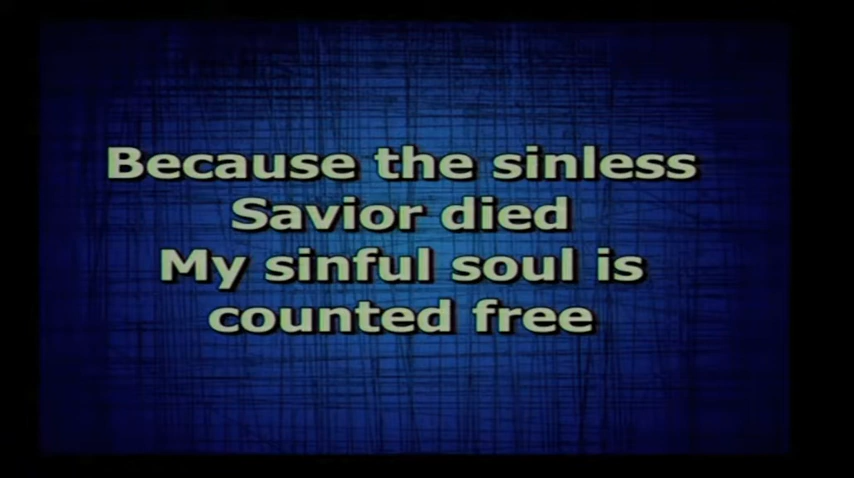 Because the sinless
Savior died
My sinful soul is
counted free